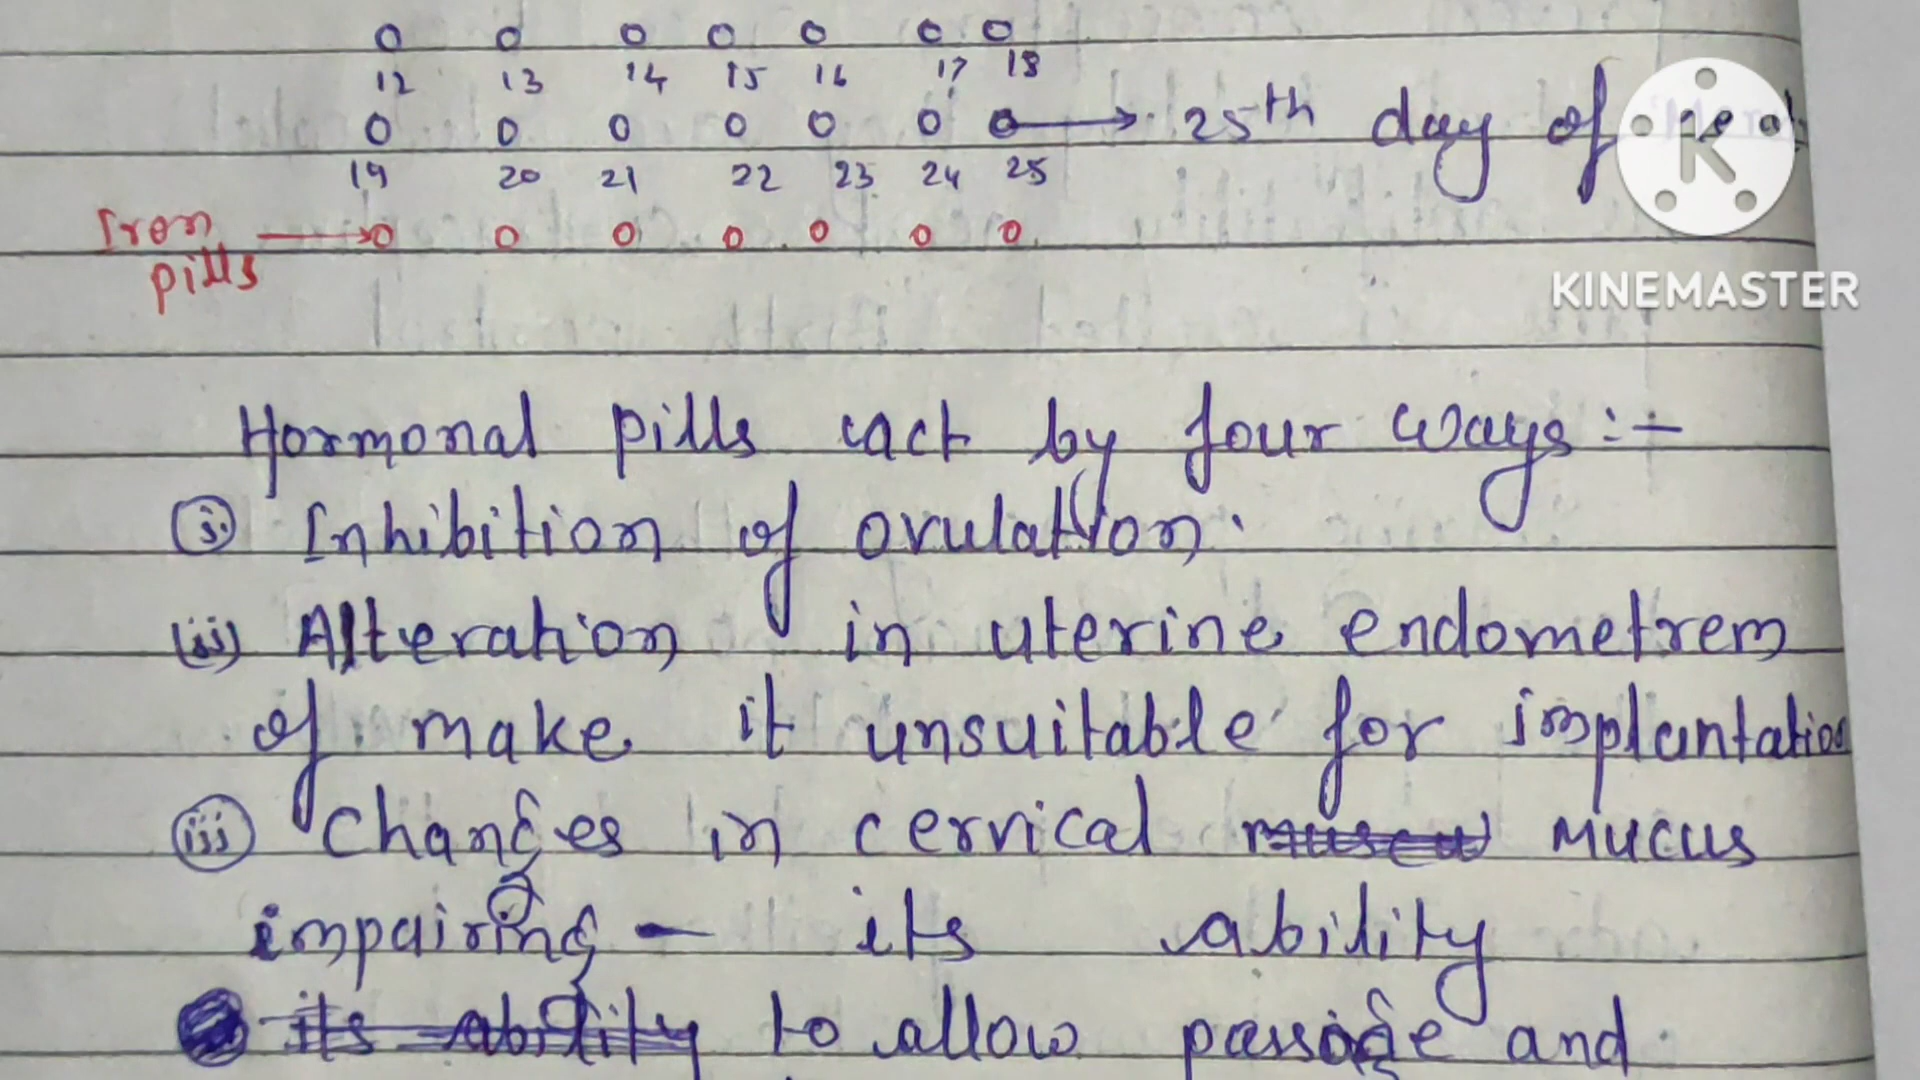 o o o o o o o
12 13 14 15 16 17 18
o o o o o o o → 25th day of
19 20 21 22 23 24 25
Iron pills → o o o o o o o
KINEMASTER
Hormonal pills act by four ways :-
(i) Inhibition of ovulation.
(ii) Alteration in uterine endometrem
of make it unsuitable for implantation
(iii) Changes in cervical mucus
impairing - its ability
its ability to allow passage and